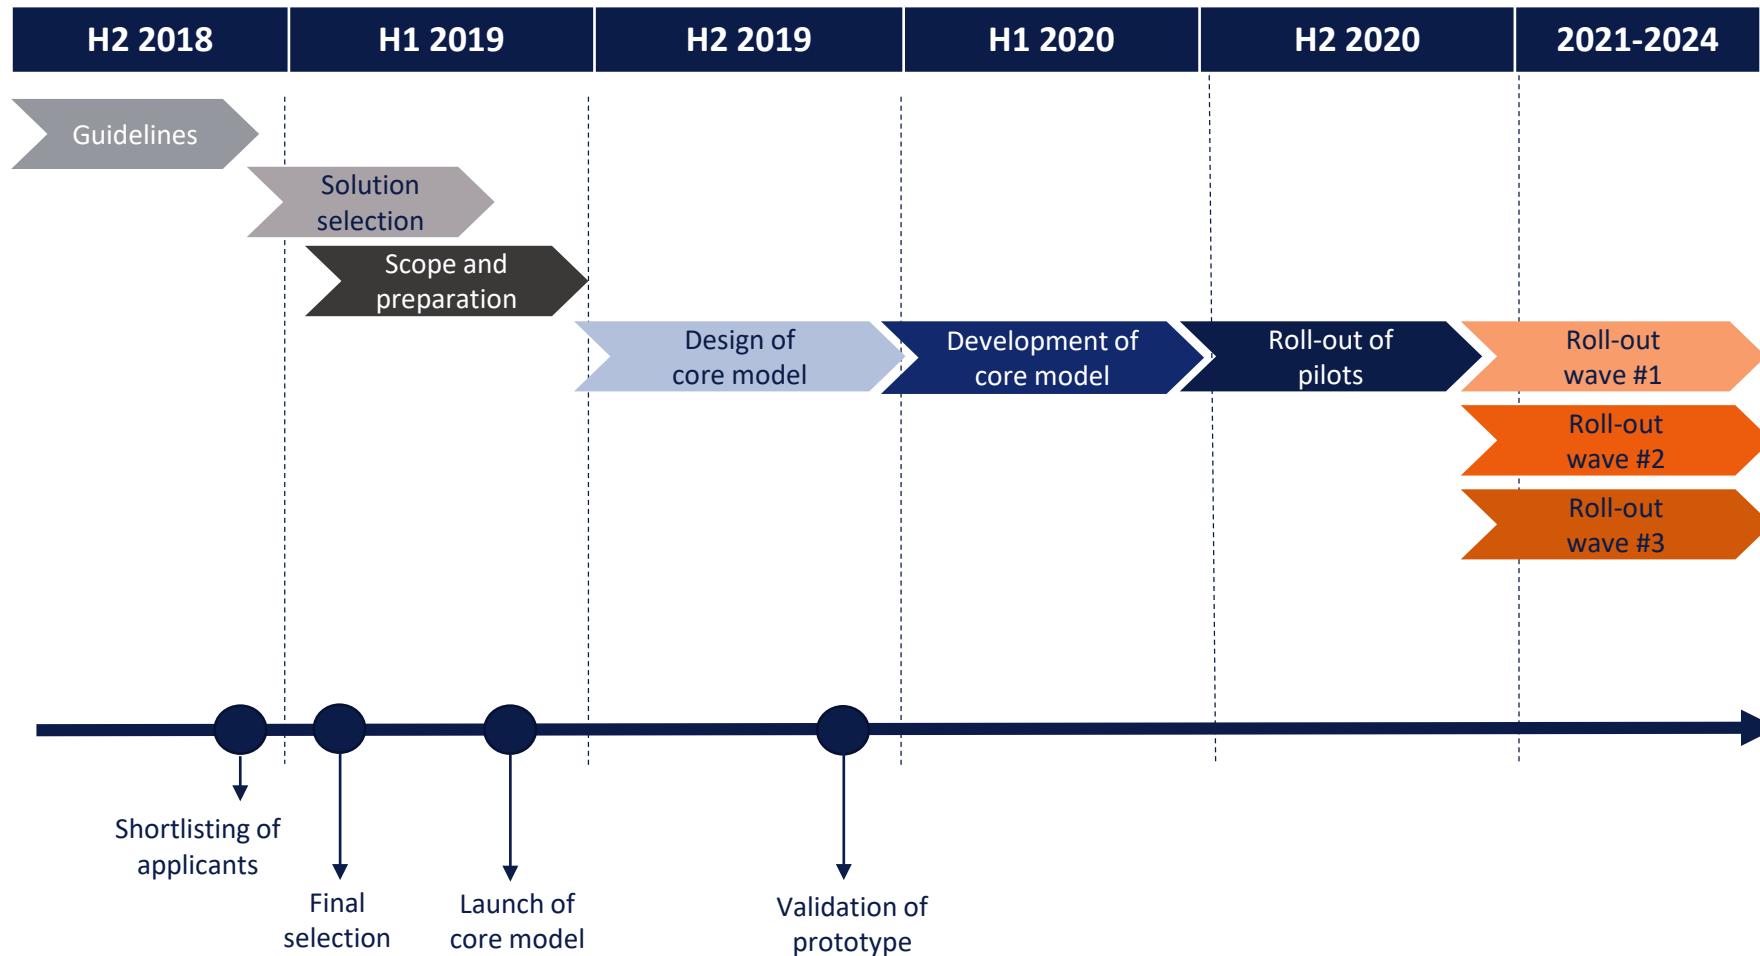 H2 2018
H1 2019
H2 2019
H1 2020
H2 2020
2021-2024
Guidelines
Solution
selection
Scope and
preparation
Design of
core model
Development of
core model
Roll-out of
pilots
Roll-out
wave #1
Roll-out
wave #2
Roll-out
wave #3
Shortlisting of
applicants
Final
selection
Launch of
core model
Validation of
prototype